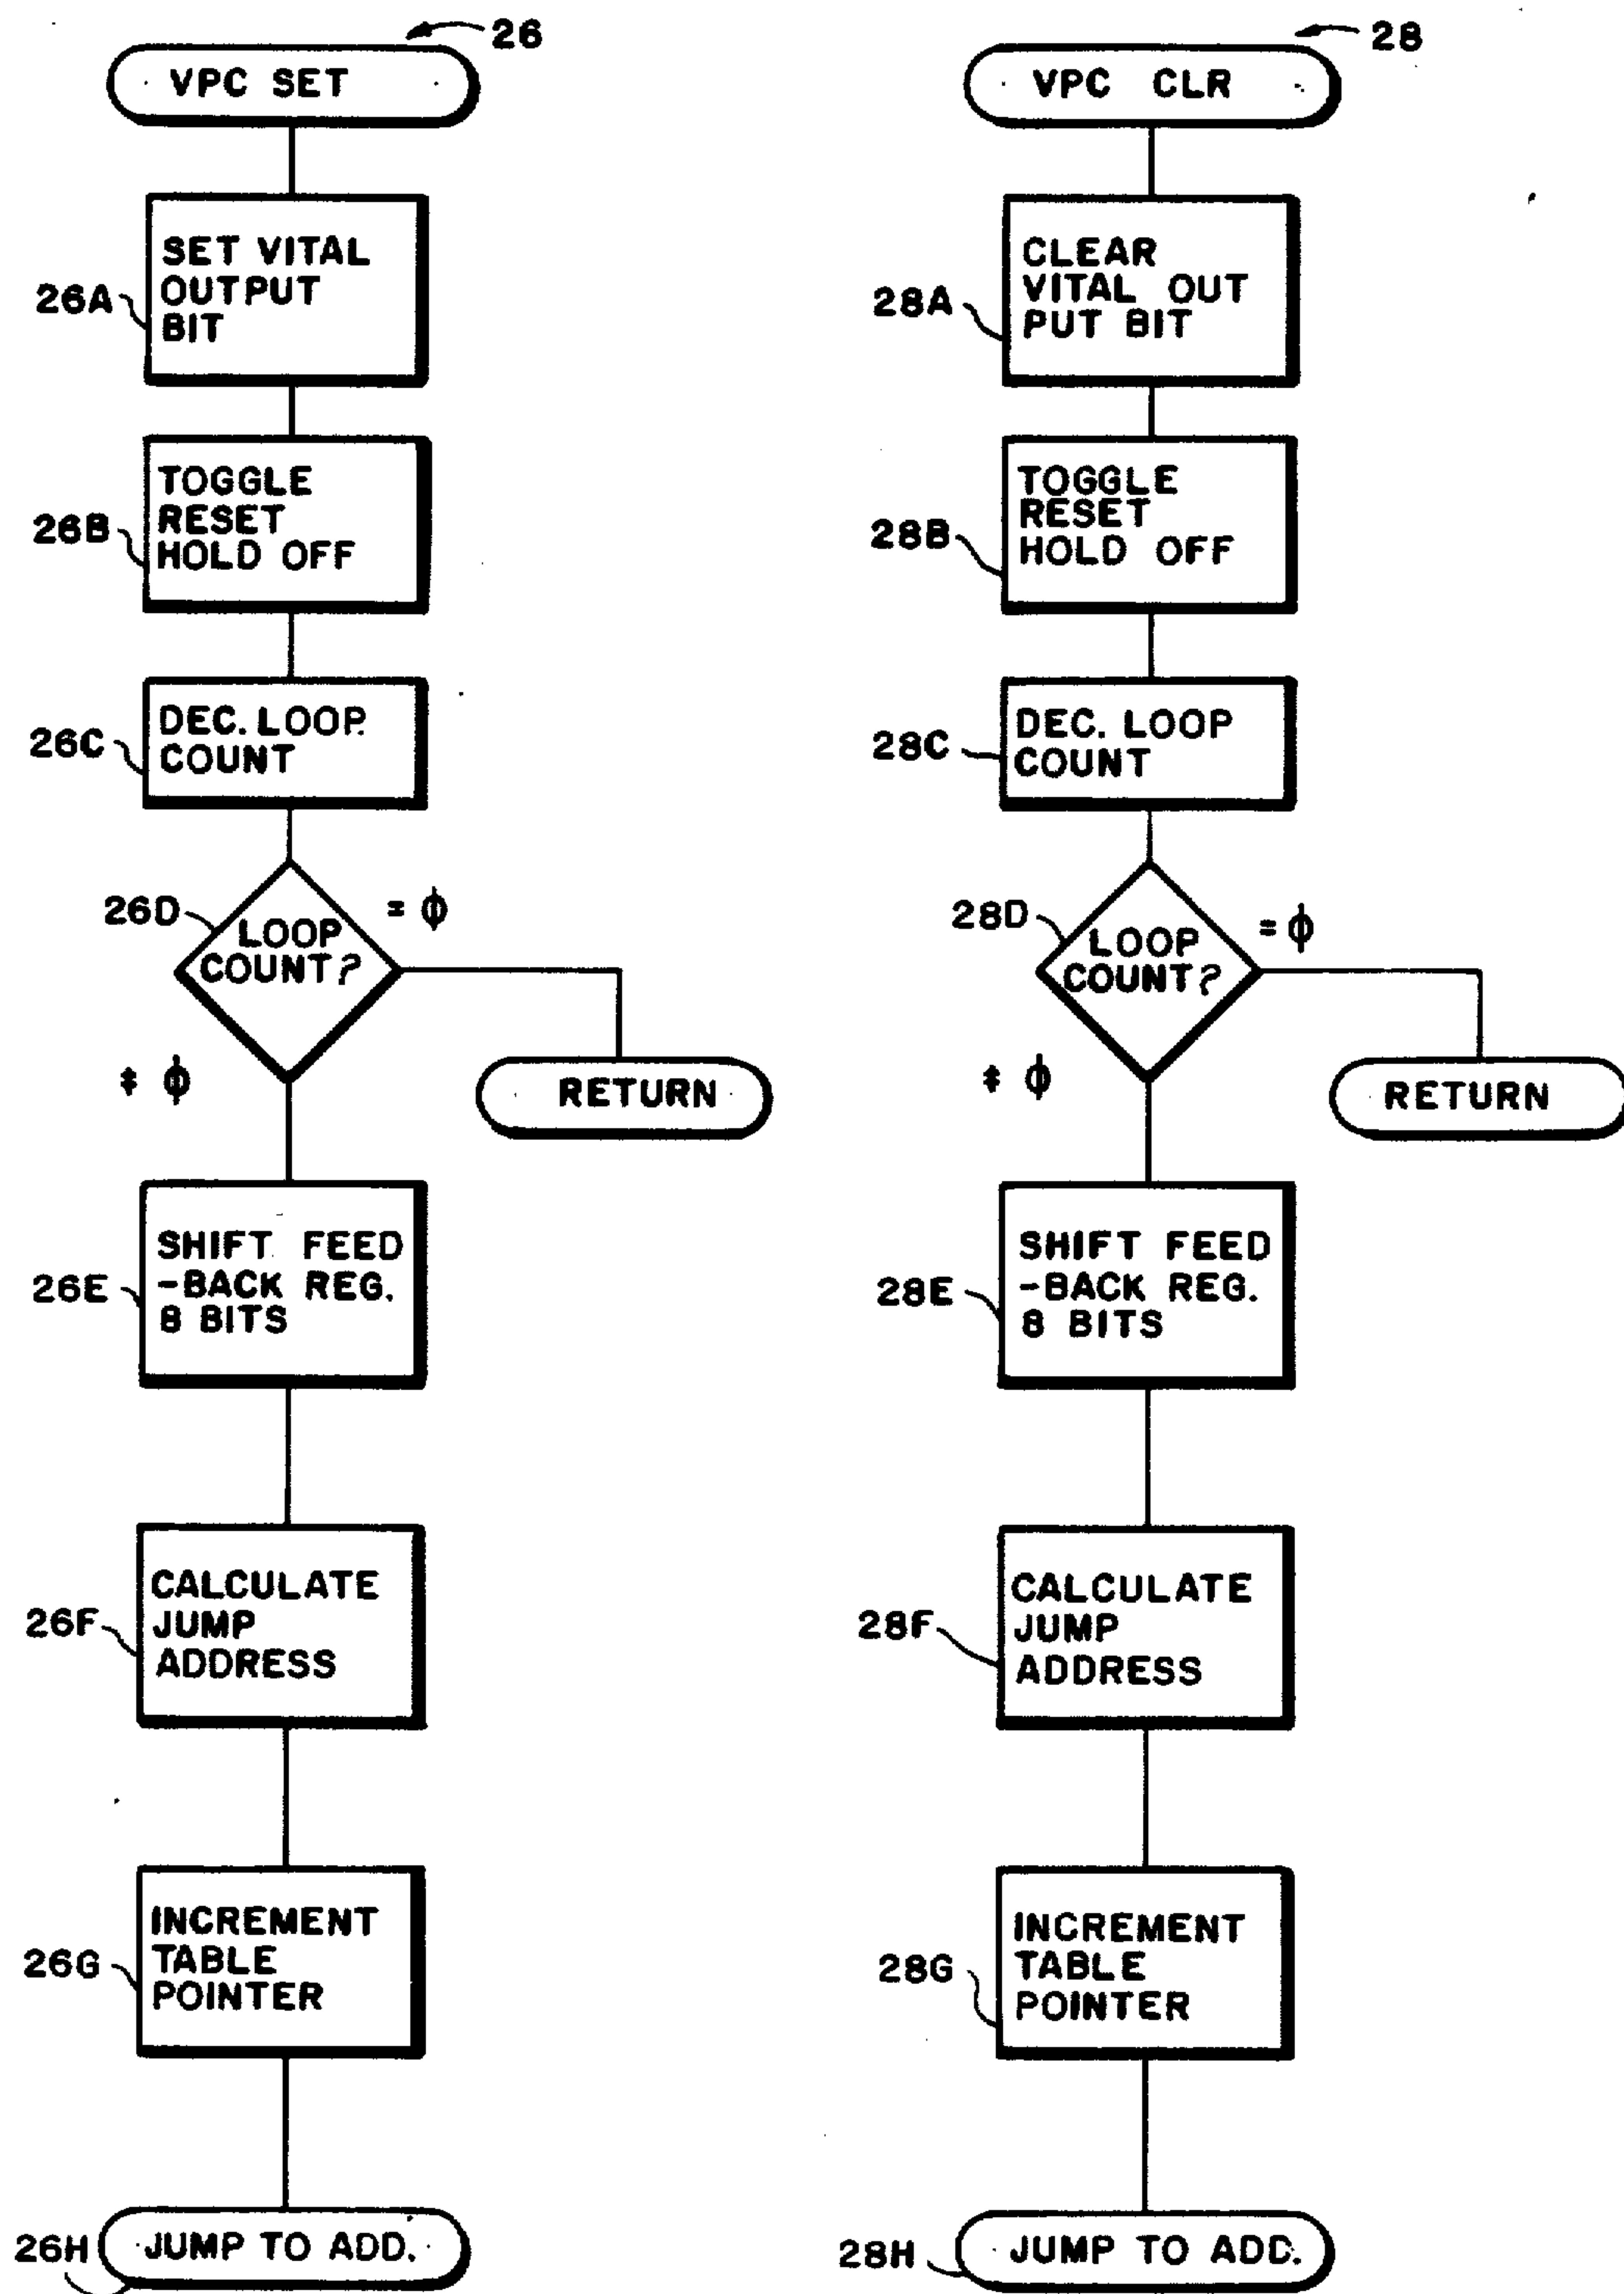 26
VPC SET
26A
SET VITAL
OUTPUT
BIT
26B
TOGGLE
RESET
HOLD OFF
26C
DEC. LOOP
COUNT
26D
LOOP
COUNT?
= ϕ
RETURN
‡ ϕ
26E
SHIFT FEED
-BACK REG.
8 BITS
26F
CALCULATE
JUMP
ADDRESS
26G
INCREMENT
TABLE
POINTER
26H
JUMP TO ADD.
28
VPC CLR
28A
CLEAR
VITAL OUT
PUT BIT
28B
TOGGLE
RESET
HOLD OFF
28C
DEC. LOOP
COUNT
28D
LOOP
COUNT?
= ϕ
RETURN
‡ ϕ
28E
SHIFT FEED
-BACK REG.
8 BITS
28F
CALCULATE
JUMP
ADDRESS
28G
INCREMENT
TABLE
POINTER
28H
JUMP TO ADD.